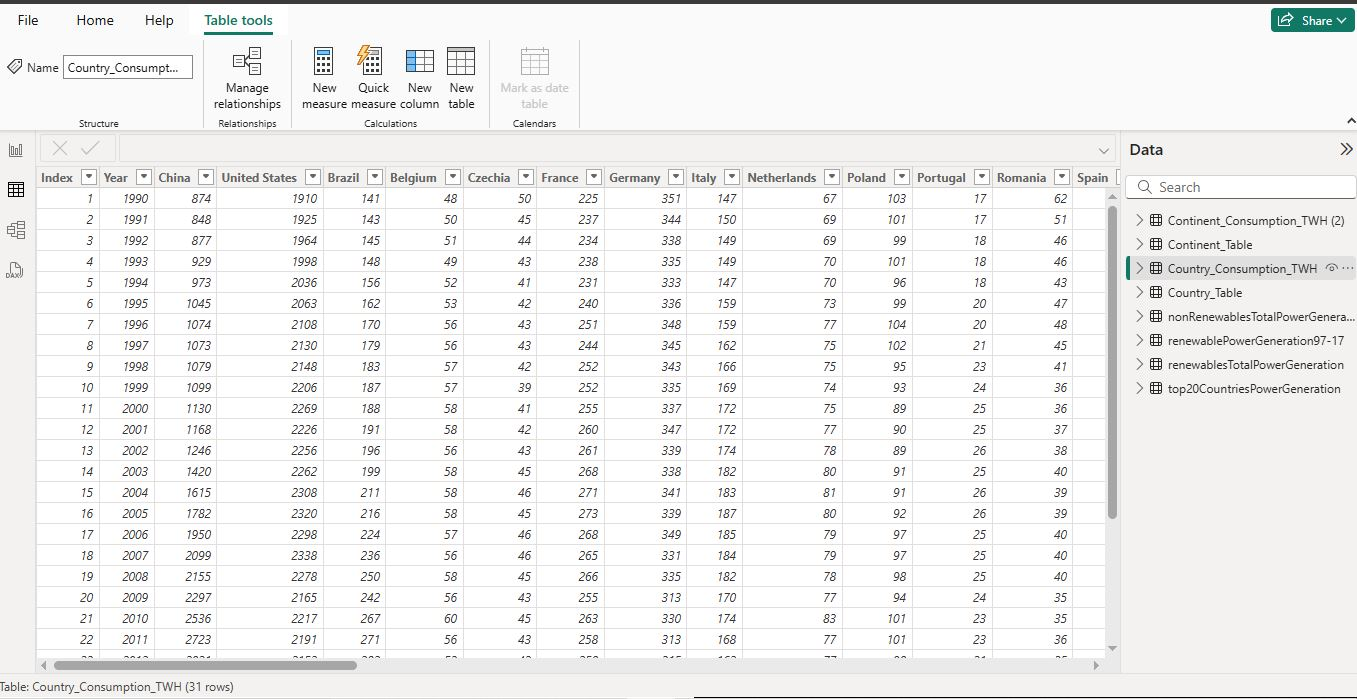 File Home Help Table tools Share
Name Country_Consumpt...
Manage relationships
New measure
Quick measure
New column
New table
Mark as date table
Structure Relationships Calculations Calendars
Data
Search
Continent_Consumption_TWH (2)
Continent_Table
Country_Consumption_TWH
Country_Table
nonRenewablesTotalPowerGenera...
renewablePowerGeneration97-17
renewablesTotalPowerGeneration
top20CountriesPowerGeneration
DAX
Index Year China United States Brazil Belgium Czechia France Germany Italy Netherlands Poland Portugal Romania Spain
1 1990 874 1910 141 48 50 225 351 147 67 103 17 62
2 1991 848 1925 143 50 45 237 344 150 69 101 17 51
3 1992 877 1964 145 51 44 234 338 149 69 99 18 46
4 1993 929 1998 148 49 43 238 335 149 70 101 18 46
5 1994 973 2036 156 52 41 231 333 147 70 96 18 43
6 1995 1045 2063 162 53 42 240 336 159 73 99 20 47
7 1996 1074 2108 170 56 43 251 348 159 77 104 20 48
8 1997 1073 2130 179 56 43 244 345 162 75 102 21 45
9 1998 1079 2148 183 57 42 252 343 166 75 95 23 41
10 1999 1099 2206 187 57 39 252 335 169 74 93 24 36
11 2000 1130 2269 188 58 41 255 337 172 75 89 25 36
12 2001 1168 2226 191 58 42 260 347 172 77 90 25 37
13 2002 1246 2256 196 56 43 261 339 174 78 89 26 38
14 2003 1420 2262 199 58 45 268 338 182 80 91 25 40
15 2004 1615 2308 211 58 46 271 341 183 81 91 26 39
16 2005 1782 2320 216 58 45 273 339 187 80 92 26 39
17 2006 1950 2298 224 57 46 268 349 185 79 97 25 40
18 2007 2099 2338 236 56 46 265 331 184 79 97 25 40
19 2008 2155 2278 250 58 45 266 335 182 78 98 25 40
20 2009 2297 2165 242 56 43 255 313 170 77 94 24 35
21 2010 2536 2217 267 60 45 263 330 174 83 101 23 35
22 2011 2723 2191 271 56 43 258 313 168 77 101 23 36
Table: Country_Consumption_TWH (31 rows)